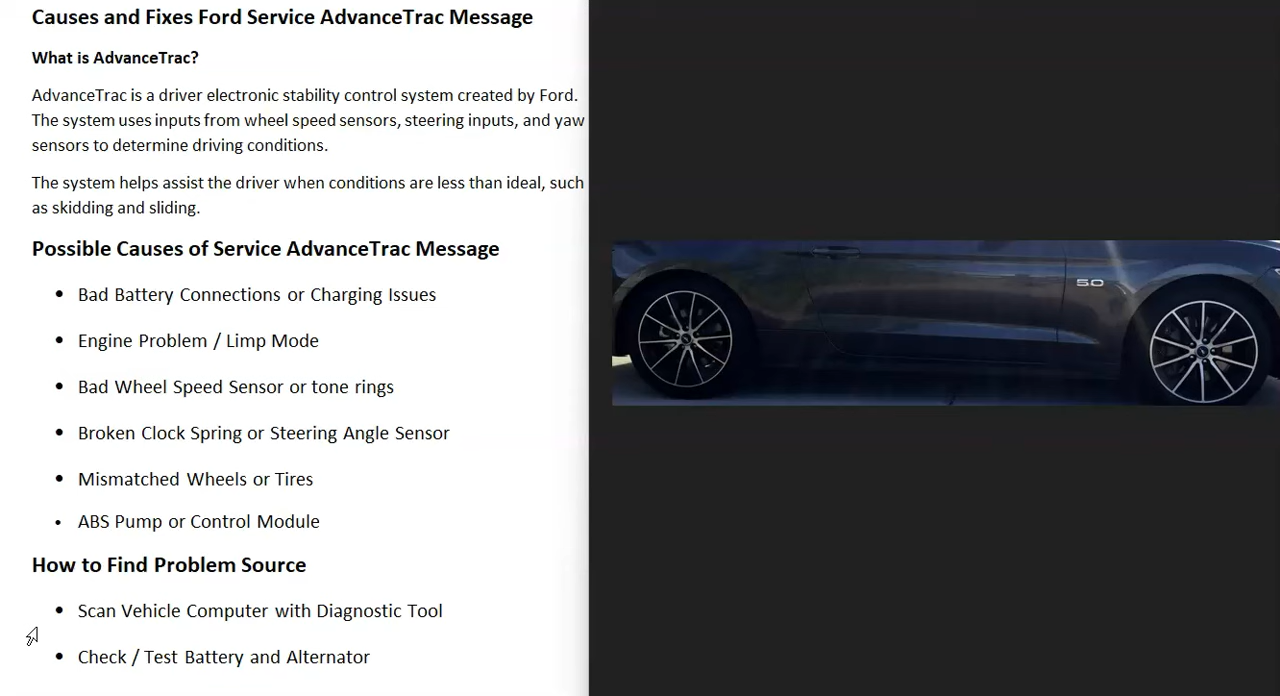 Causes and Fixes Ford Service AdvanceTrac Message
What is AdvanceTrac?
AdvanceTrac is a driver electronic stability control system created by Ford.
The system uses inputs from wheel speed sensors, steering inputs, and yaw
sensors to determine driving conditions.
The system helps assist the driver when conditions are less than ideal, such
as skidding and sliding.
Possible Causes of Service AdvanceTrac Message
• Bad Battery Connections or Charging Issues
• Engine Problem / Limp Mode
• Bad Wheel Speed Sensor or tone rings
• Broken Clock Spring or Steering Angle Sensor
• Mismatched Wheels or Tires
• ABS Pump or Control Module
How to Find Problem Source
• Scan Vehicle Computer with Diagnostic Tool
• Check / Test Battery and Alternator
5.0